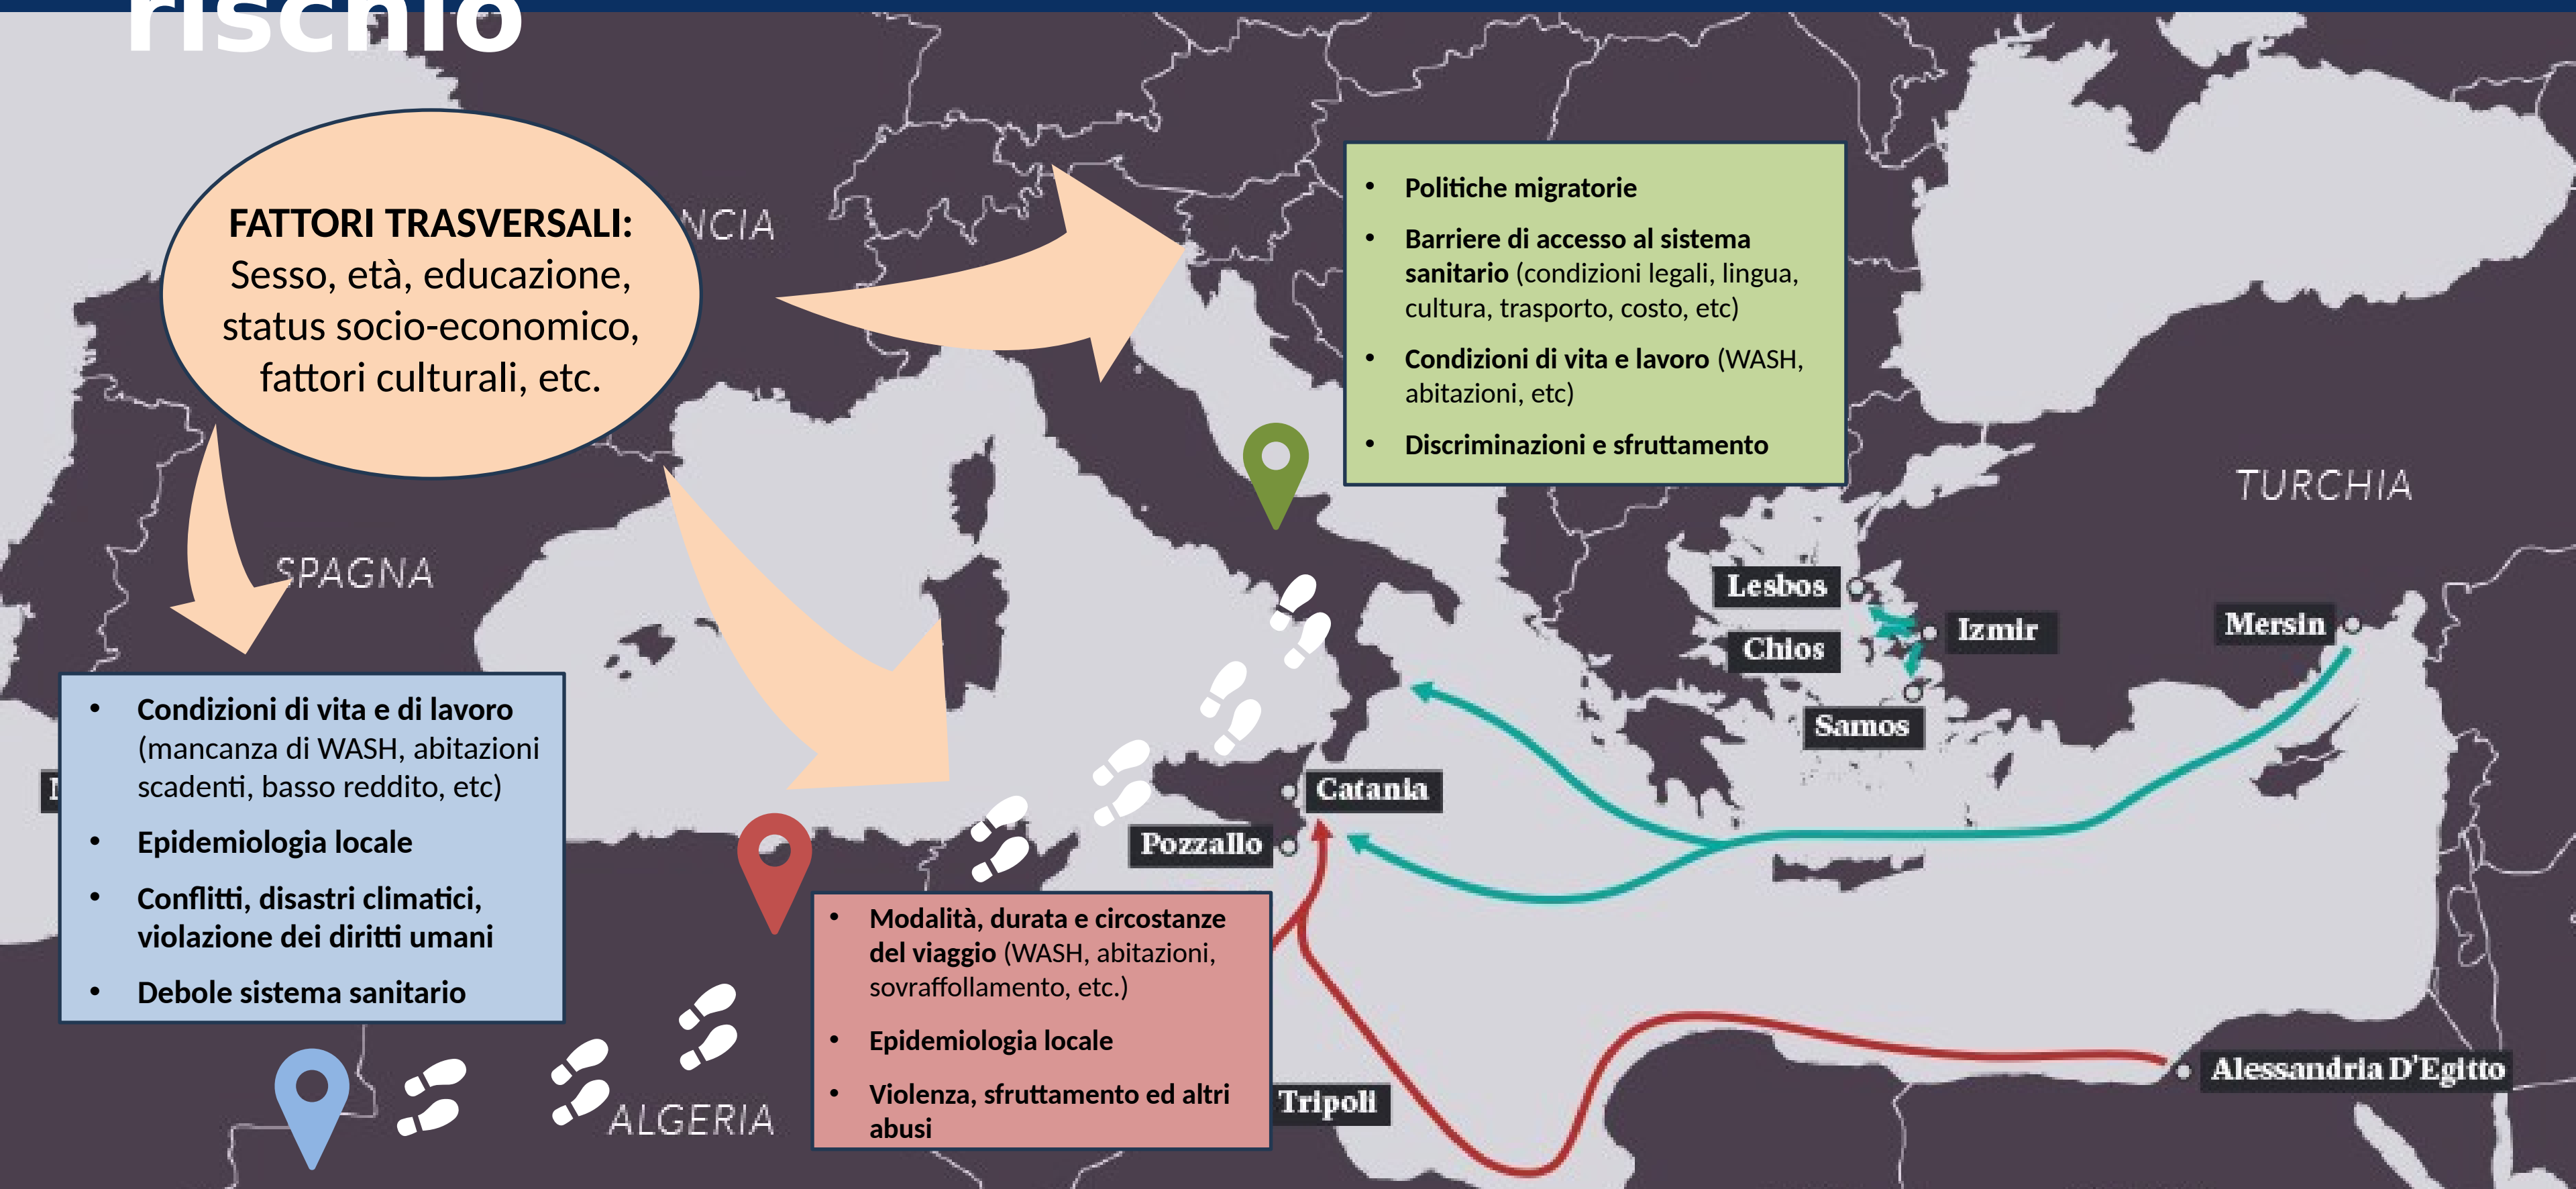 rischio
FATTORI TRASVERSALI:
Sesso, età, educazione,
status socio-economico,
fattori culturali, etc.
NCIA
• Politiche migratorie
• Barriere di accesso al sistema
sanitario (condizioni legali, lingua,
cultura, trasporto, costo, etc)
• Condizioni di vita e lavoro (WASH,
abitazioni, etc)
• Discriminazioni e sfruttamento
TURCHIA
SPAGNA
Lesbos
Izmir
Mersin
Chios
Samos
• Condizioni di vita e di lavoro
(mancanza di WASH, abitazioni
scadenti, basso reddito, etc)
• Epidemiologia locale
• Conflitti, disastri climatici,
violazione dei diritti umani
• Debole sistema sanitario
Catania
Pozzallo
• Modalità, durata e circostanze
del viaggio (WASH, abitazioni,
sovraffollamento, etc.)
• Epidemiologia locale
• Violenza, sfruttamento ed altri
abusi
Alessandria D'Egitto
Tripoli
ALGERIA